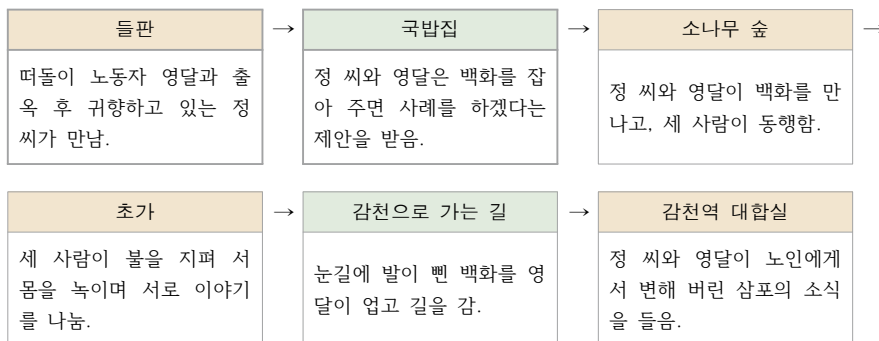 들판 → 국밥집 → 소나무 숲 →
떠돌이 노동자 영달과 출
옥 후 귀향하고 있는 정
씨가 만남.
정 씨와 영달은 백화를 잡
아 주면 사례를 하겠다는
제안을 받음.
정 씨와 영달이 백화를 만
나고, 세 사람이 동행함.
초가 → 감천으로 가는 길 → 감천역 대합실
세 사람이 불을 지펴 서
몸을 녹이며 서로 이야기
를 나눔.
눈길에 발이 삔 백화를 영
달이 업고 길을 감.
정 씨와 영달이 노인에게
서 변해 버린 삼포의 소식
을 들음.